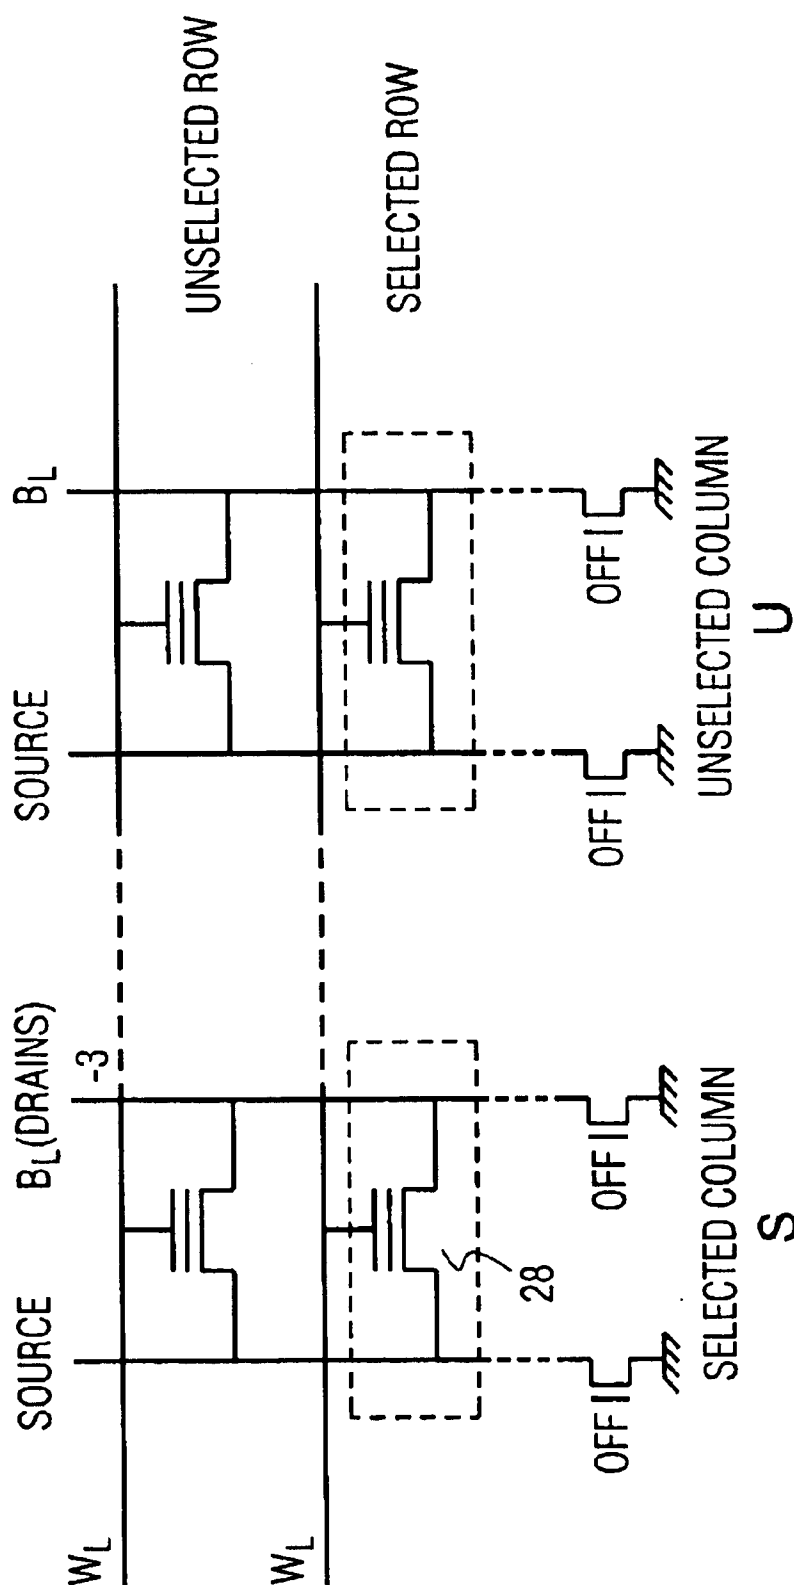 SOURCE
B_L(DRAINS)
-3
SOURCE
B_L
W_L
UNSELECTED ROW
W_L
SELECTED ROW
28
OFF
OFF
OFF
OFF
SELECTED COLUMN
UNSELECTED COLUMN
S
U